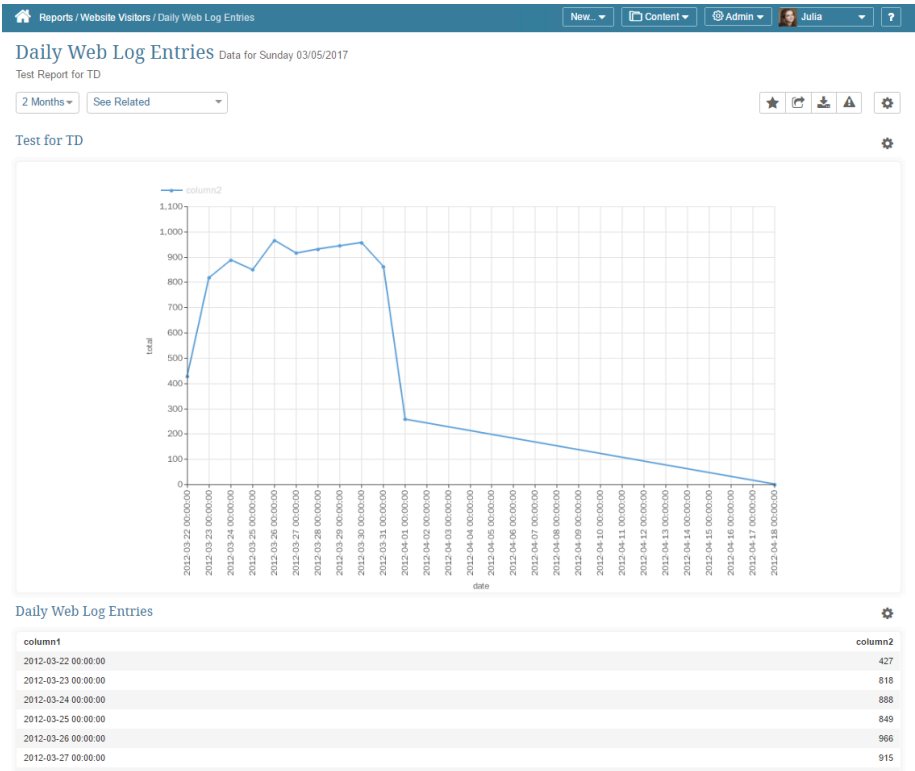 Reports / Website Visitors / Daily Web Log Entries
New...
Content
Admin
Julia
?
Daily Web Log Entries Data for Sunday 03/05/2017
Test Report for TD
2 Months
See Related
Test for TD
column2
1,100
1,000
900
800
700
600
500
400
300
200
100
0
total
2012-03-22 00:00:00
2012-03-23 00:00:00
2012-03-24 00:00:00
2012-03-25 00:00:00
2012-03-26 00:00:00
2012-03-27 00:00:00
2012-03-28 00:00:00
2012-03-29 00:00:00
2012-03-30 00:00:00
2012-03-31 00:00:00
2012-04-01 00:00:00
2012-04-02 00:00:00
2012-04-03 00:00:00
2012-04-04 00:00:00
2012-04-05 00:00:00
2012-04-06 00:00:00
2012-04-07 00:00:00
2012-04-08 00:00:00
2012-04-09 00:00:00
2012-04-10 00:00:00
2012-04-11 00:00:00
2012-04-12 00:00:00
2012-04-13 00:00:00
2012-04-14 00:00:00
2012-04-15 00:00:00
2012-04-16 00:00:00
2012-04-17 00:00:00
2012-04-18 00:00:00
date
Daily Web Log Entries
column1 column2
2012-03-22 00:00:00 427
2012-03-23 00:00:00 818
2012-03-24 00:00:00 888
2012-03-25 00:00:00 849
2012-03-26 00:00:00 966
2012-03-27 00:00:00 915